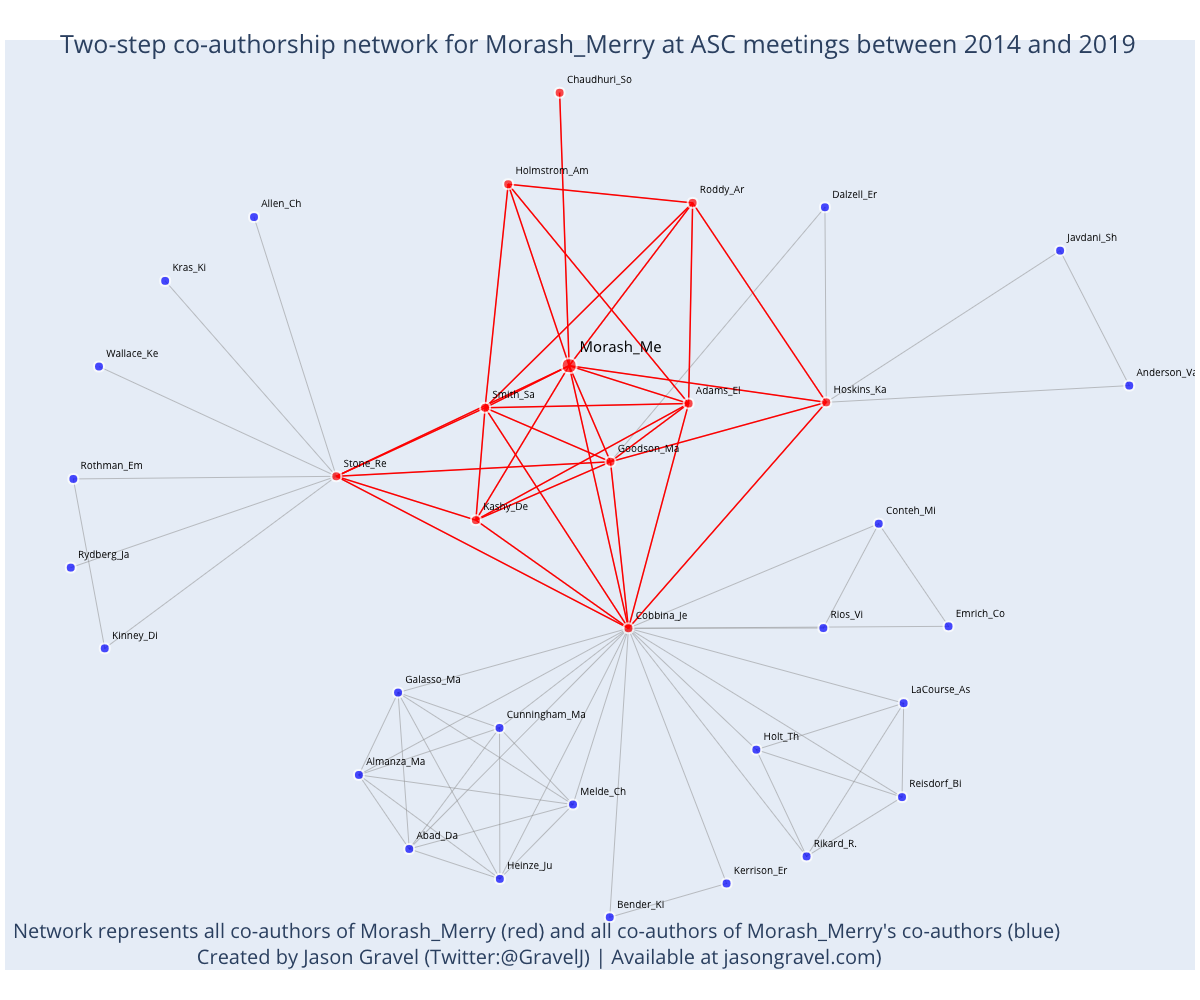 Two-step co-authorship network for Morash_Merry at ASC meetings between 2014 and 2019
Chaudhuri_So
Holmstrom_Am
Roddy_Ar
Dalzell_Er
Allen_Ch
Javdani_Sh
Kras_Ki
Morash_Me
Wallace_Ke
Anderson_Va
Smith_Sa
Adams_El
Hoskins_Ka
Goodson_Ma
Rothman_Em
Stone_Re
Kashy_De
Conteh_Mi
Rydberg_Ja
Cobbina_Je
Rios_Vi
Emrich_Co
Kinney_Di
Galasso_Ma
LaCourse_As
Cunningham_Ma
Holt_Th
Almanza_Ma
Reisdorf_Bi
Melde_Ch
Abad_Da
Rikard_R.
Heinze_Ju
Kerrison_Er
Bender_Ki
Network represents all co-authors of Morash_Merry (red) and all co-authors of Morash_Merry's co-authors (blue)
Created by Jason Gravel (Twitter:@GravelJ) | Available at jasongravel.com)